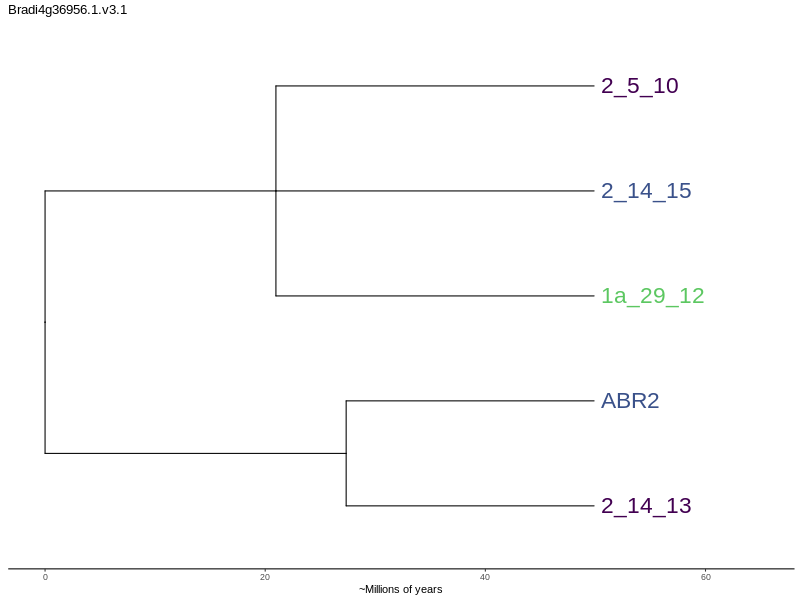 Bradi4g36956.1.v3.1
2_5_10
2_14_15
1a_29_12
ABR2
2_14_13
0 20 40 60
~Millions of years